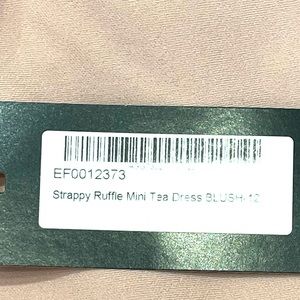 EF0012373
Strappy Ruffle Mini Tea Dress BLUSH-12